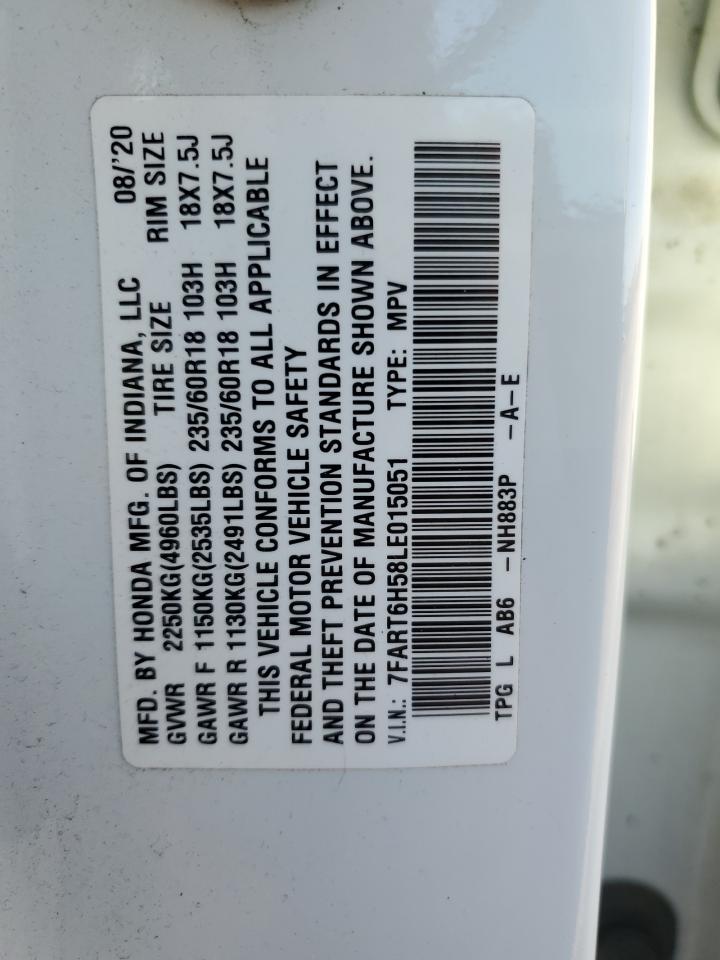 MFD. BY HONDA MFG. OF INDIANA, LLC 08/'20
GVWR 2250KG(4960LBS) TIRE SIZE RIM SIZE
GAWR F 1150KG(2535LBS) 235/60R18 103H 18X7.5J
GAWR R 1130KG(2491LBS) 235/60R18 103H 18X7.5J
THIS VEHICLE CONFORMS TO ALL APPLICABLE
FEDERAL MOTOR VEHICLE SAFETY
AND THEFT PREVENTION STANDARDS IN EFFECT
ON THE DATE OF MANUFACTURE SHOWN ABOVE.
V.I.N.: 7FART6H58LE015051 TYPE: MPV
TPG L AB6 -NH883P -A-E